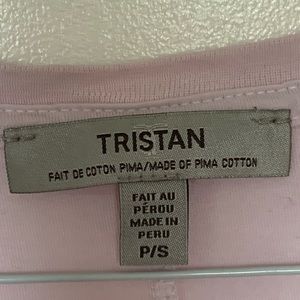 TRISTAN
FAIT DE COTON PIMA/MADE OF PIMA COTTON
FAIT AU
PÉROU
MADE IN
PERU
P/S